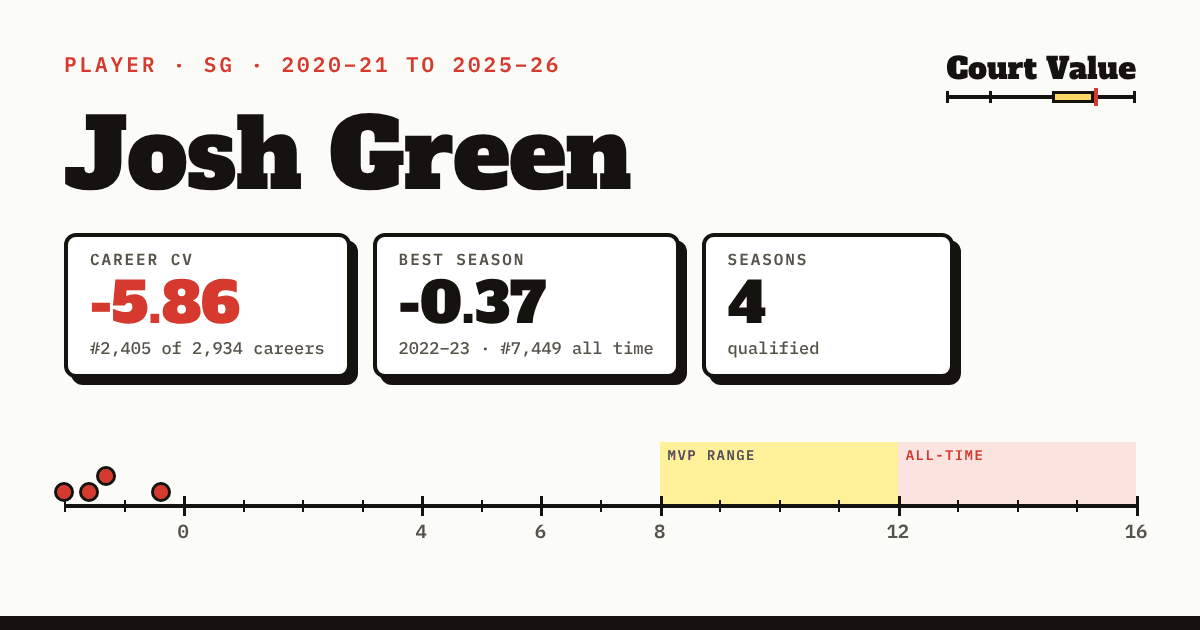 PLAYER · SG · 2020–21 TO 2025–26
Court Value
Josh Green
CAREER CV
-5.86
#2,405 of 2,934 careers
BEST SEASON
-0.37
2022–23 · #7,449 all time
SEASONS
4
qualified
MVP RANGE
ALL-TIME
0 4 6 8 12 16